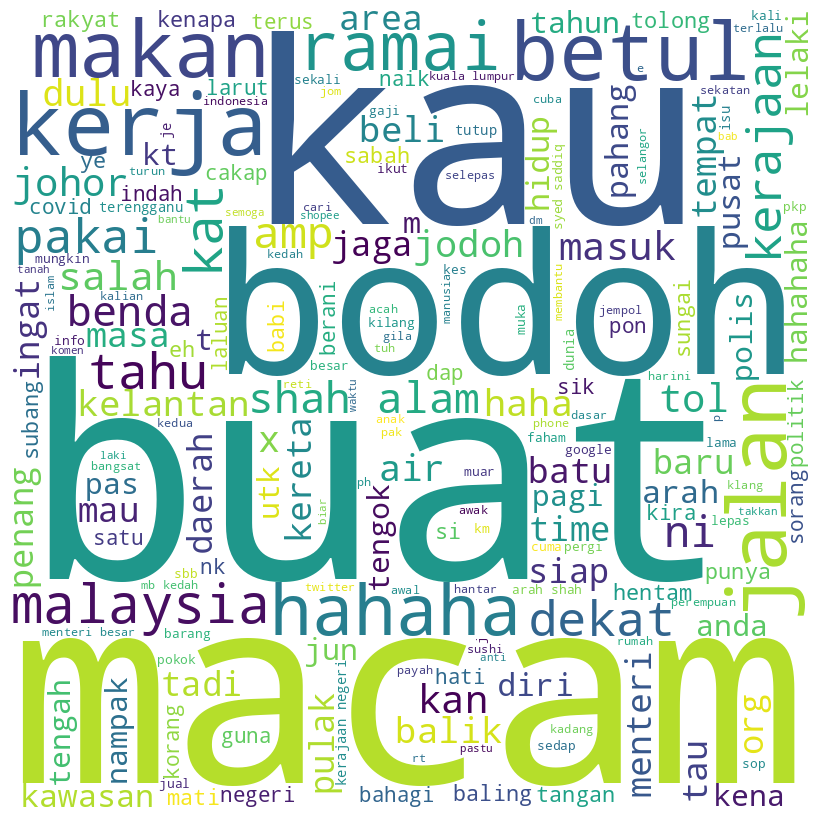 rakyat kenapa terus area tahun tolong kali terlalu
makan ramai betul
dulu kaya larut sekali jom naik kuala lumpur e sekatan
indonesia je gaji cuba isu bab
kerja kau beli tutup hidup pahang tempat kerajaan lelaki
kt ye sabah
johor turun cakap ikut selepas syed saddiq selangor pusat
covid indah terengganu kat cari m pkp
bantu semoga shopee dm
pakai amp jaga jodoh masuk hahahaha
mungkin kedah kes
tanah salah bodoh manusia membantu
islam kalian
ingat benda babi berani acah kilang gila muka jempol pon sungai polis
masa laluan
info komen eh t besar tuh dunia
tahu dap harini
subang reti waktu sik politik
kelantan shah alam haha tol
kedua x anak pak phone dasar p
penang laki bangsat daerah buat utk kereta air faham lama jalan
pas ph tengok muar google batu baru klang
mau pagi arah takkan
satu si awak km time kira lepas sorang
nk biar cuma pergi ni
mb kedah sbb siap punya
twitter awal hantar arah shah hentam perempuan
malaysia hahaha dekat anda
menteri besar barang jun j sushi rumah
pokok kerajaan negeri hati payah anti
tengah nampak macam tadi kan diri menteri org
korang guna pulak balik kadang
pastu sedap
rt sop
kawasan jual mati negeri bahagi baling tangan tau kena